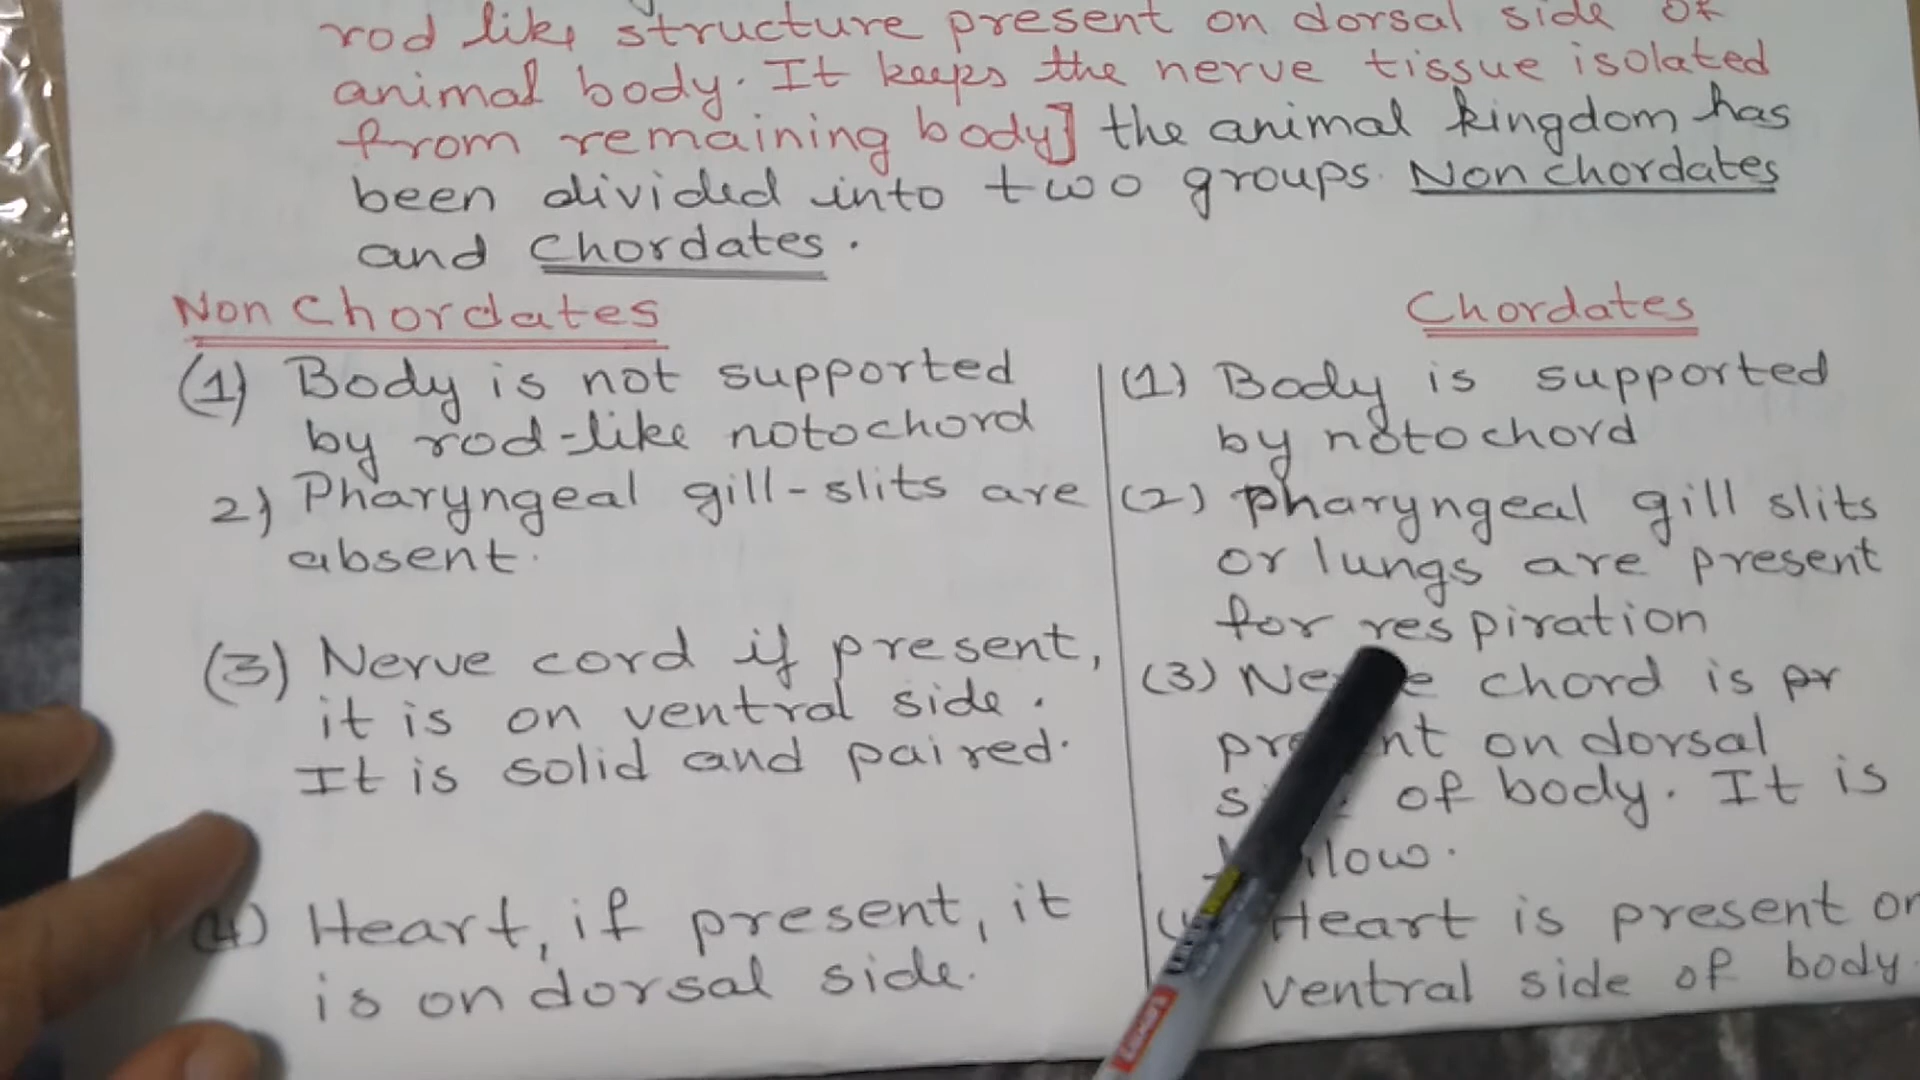 rod like structure present on dorsal side of
animal body. It keeps the nerve tissue isolated
from remaining body] the animal kingdom has
been divided into two groups. Non chordates
and Chordates.
Non Chordates
(1) Body is not supported
by rod-like notochord
2) Pharyngeal gill-slits are
absent.
(3) Nerve cord if present,
it is on ventral side.
It is solid and paired.
(4) Heart, if present, it
is on dorsal side.
Chordates
(1) Body is supported
by notochord
(2) Pharyngeal gill slits
or lungs are present
for respiration
(3) chord is pr
on dorsal
of body. It is
Heart is present on
ventral side of body.